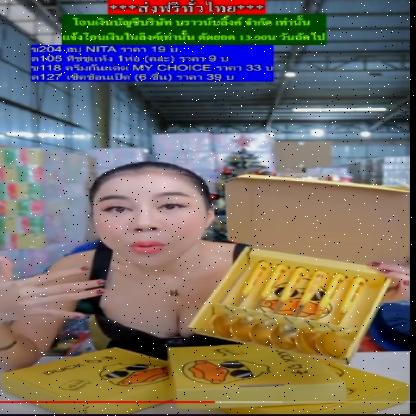 ***ส่งฟรีทั่วไทย***
โอนเงินบัญชีบริษัท บราวน์บิ๊งค์ จำกัด เท่านั้น
แจ้งโอนเงินในลิงค์เท่านั้น ตัดยอด 13.00น วันถัดไป
ข204 สบู่ NITA ราคา 19 บ.
ด105 ทิชชู่แห้ง 1ห่อ (คละ) ราคา 9 บ
ข118 ครีมกันแดด MY CHOICE ราคา 33 บ
ด127 เซ็ตช้อนเป็ด (6 ชิ้น) ราคา 39 บ